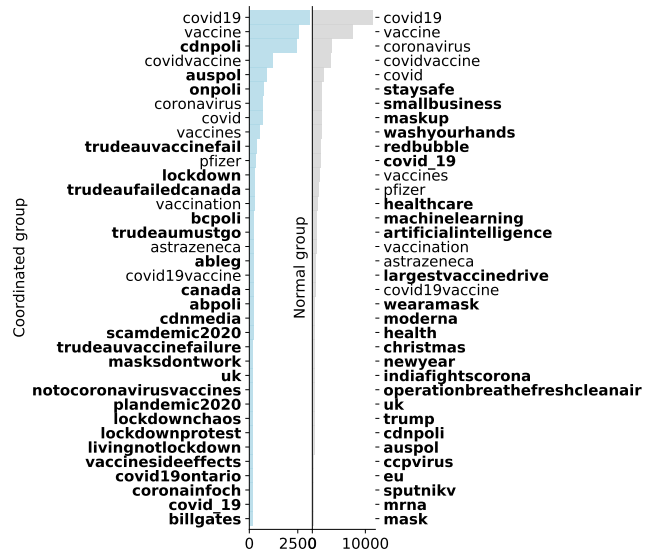 covid19
vaccine
cdnpoli
covidvaccine
auspol
onpoli
coronavirus
covid
vaccines
trudeauvaccinefail
pfizer
lockdown
trudeaufailedcanada
vaccination
bcpoli
trudeaumustgo
astrazeneca
ableg
covid19vaccine
canada
abpoli
cdnmedia
scamdemic2020
trudeauvaccinefailure
masksdontwork
uk
notocoronavirusvaccines
plandemic2020
lockdownchaos
lockdownprotest
livingnotlockdown
vaccinesideeffects
covid19ontario
coronainfoch
covid_19
billgates
Coordinated group
0
2500
Normal group
covid19
vaccine
coronavirus
covidvaccine
covid
staysafe
smallbusiness
maskup
washyourhands
redbubble
covid_19
vaccines
pfizer
healthcare
machinelearning
artificialintelligence
vaccination
astrazeneca
largestvaccinedrive
covid19vaccine
wearamask
moderna
health
christmas
newyear
indiafightscorona
operationbreathefreshcleanair
uk
trump
cdnpoli
auspol
ccpvirus
eu
sputnikv
mrna
mask
0
10000